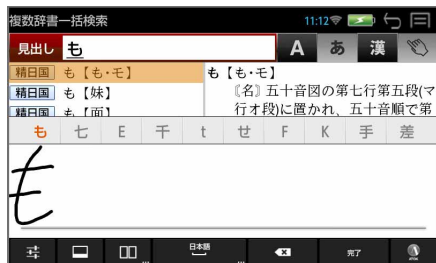 複数辞書一括検索 11:12
見出し も A あ 漢
精日国 も【も・モ】
精日国 も【妹】
精日国 も【面】
も【も・モ】
〘名〙五十音図の第七行第五段(マ
行オ段)に置かれ、五十音順で第
も 七 E 千 t せ F K 手 差
も
日本語 完了